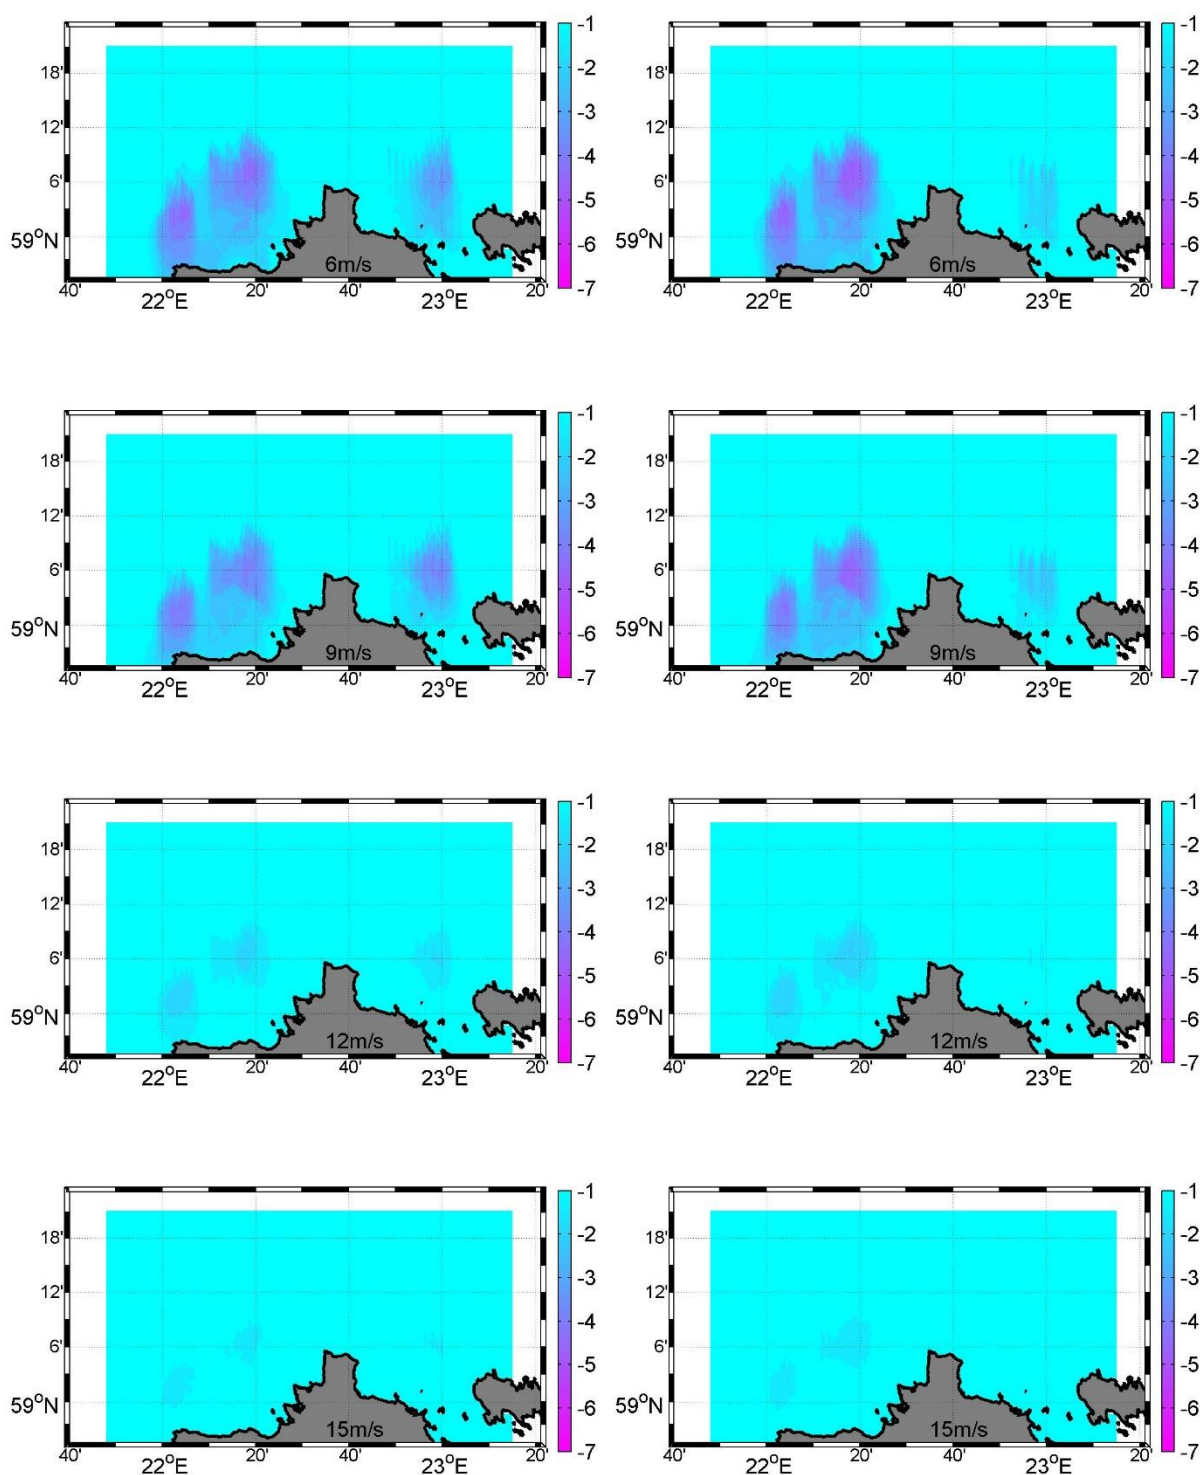 -1 -1
18' -2 18' -2
12' -3 12' -3
-4 -4
6' -5 6' -5
59°N -6 59°N -6
6m/s 6m/s
-7 -7
40' 22°E 20' 40' 23°E 20' 40' 22°E 20' 40' 23°E 20'
-1 -1
18' -2 18' -2
12' -3 12' -3
-4 -4
6' -5 6' -5
59°N -6 59°N -6
9m/s 9m/s
-7 -7
40' 22°E 20' 40' 23°E 20' 40' 22°E 20' 40' 23°E 20'
-1 -1
18' -2 18' -2
12' -3 12' -3
-4 -4
6' -5 6' -5
59°N -6 59°N -6
12m/s 12m/s
-7 -7
40' 22°E 20' 40' 23°E 20' 40' 22°E 20' 40' 23°E 20'
-1 -1
18' -2 18' -2
12' -3 12' -3
-4 -4
6' -5 6' -5
59°N -6 59°N -6
15m/s 15m/s
-7 -7
40' 22°E 20' 40' 23°E 20' 40' 22°E 20' 40' 23°E 20'